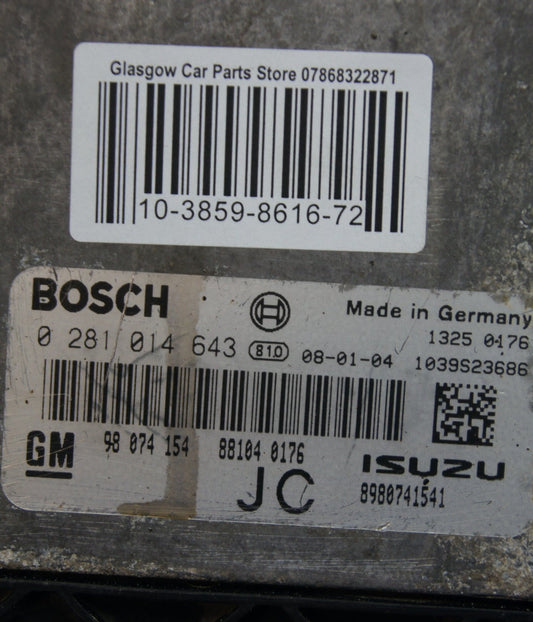 Glasgow Car Parts Store 07868322871
10-3859-8616-72
BOSCH
Made in Germany
0 281 014 643 810 08-01-04
1325 0176
1039S23686
GM 98 074 154 88104 0176 ISUZU
JC 8980741541